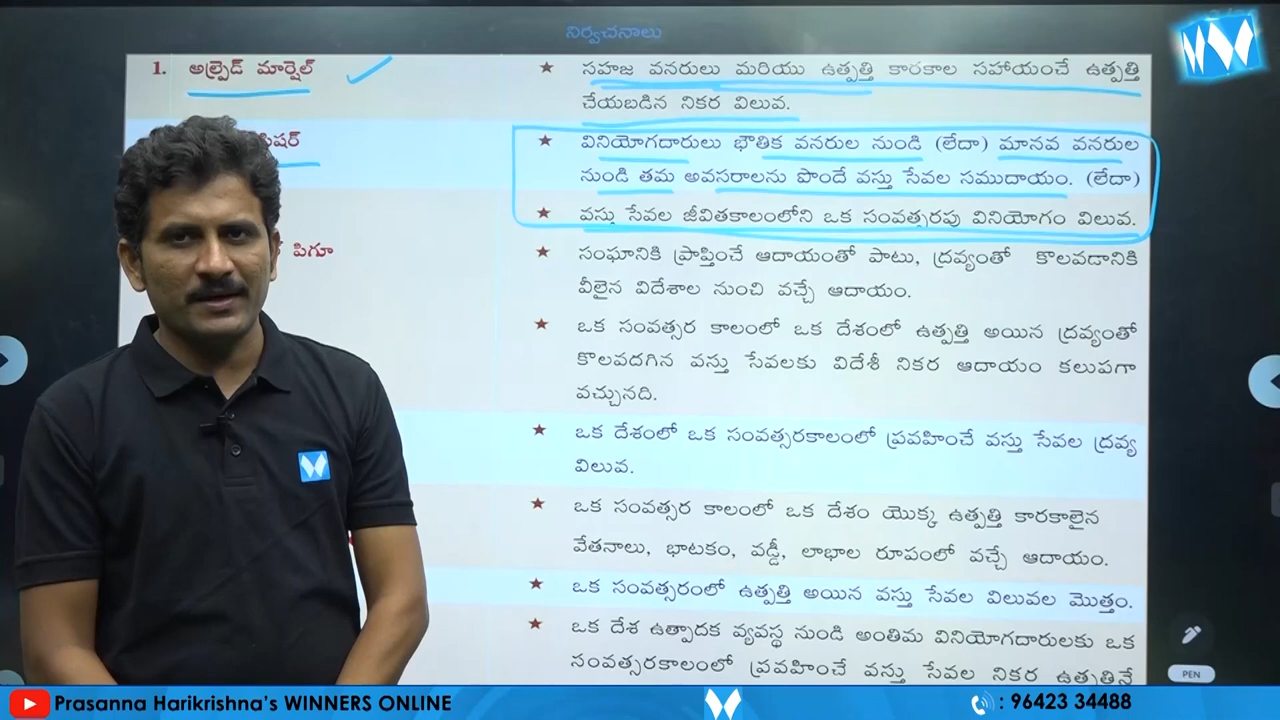 నిర్వచనాలు
1. అల్ఫ్రెడ్ మార్షెల్
★ సహజ వనరులు మరియు ఉత్పత్తి కారకాల సహాయంచే ఉత్పత్తి
చేయబడిన నికర విలువ.
★ వినియోగదారులు భౌతిక వనరుల నుండి (లేదా) మానవ వనరుల
నుండి తమ అవసరాలను పొందే వస్తు సేవల సముదాయం. (లేదా)
★ వస్తు సేవల జీవితకాలంలోని ఒక సంవత్సరపు వినియోగం విలువ.
పిగూ
★ సంఘానికి ప్రాప్తించే ఆదాయంతో పాటు, ద్రవ్యంతో కొలవడానికి
వీలైన విదేశాల నుంచి వచ్చే ఆదాయం.
★ ఒక సంవత్సర కాలంలో ఒక దేశంలో ఉత్పత్తి అయిన ద్రవ్యంతో
కొలవదగిన వస్తు సేవలకు విదేశీ నికర ఆదాయం కలుపగా
వచ్చునది.
★ ఒక దేశంలో ఒక సంవత్సరకాలంలో ప్రవహించే వస్తు సేవల ద్రవ్య
విలువ.
★ ఒక సంవత్సర కాలంలో ఒక దేశం యొక్క ఉత్పత్తి కారకాలైన
వేతనాలు, భాటకం, వడ్డీ, లాభాల రూపంలో వచ్చే ఆదాయం.
★ ఒక సంవత్సరంలో ఉత్పత్తి అయిన వస్తు సేవల విలువల మొత్తం.
★ ఒక దేశ ఉత్పాదక వ్యవస్థ నుండి అంతిమ వినియోగదారులకు ఒక
సంవత్సరకాలంలో ప్రవహించే వస్తు సేవల నికర ఉత్పత్తినే
PEN
Prasanna Harikrishna's WINNERS ONLINE
: 96423 34488